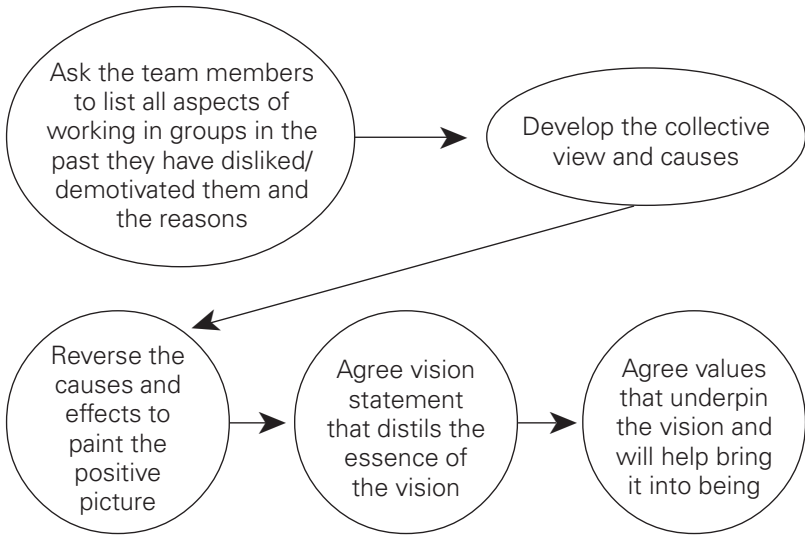 Ask the team members
to list all aspects of
working in groups in the
past they have disliked/
demotivated them and
the reasons
Develop the collective
view and causes
Reverse the
causes and
effects to
paint the
positive
picture
Agree vision
statement
that distils the
essence of
the vision
Agree values
that underpin
the vision and
will help bring
it into being